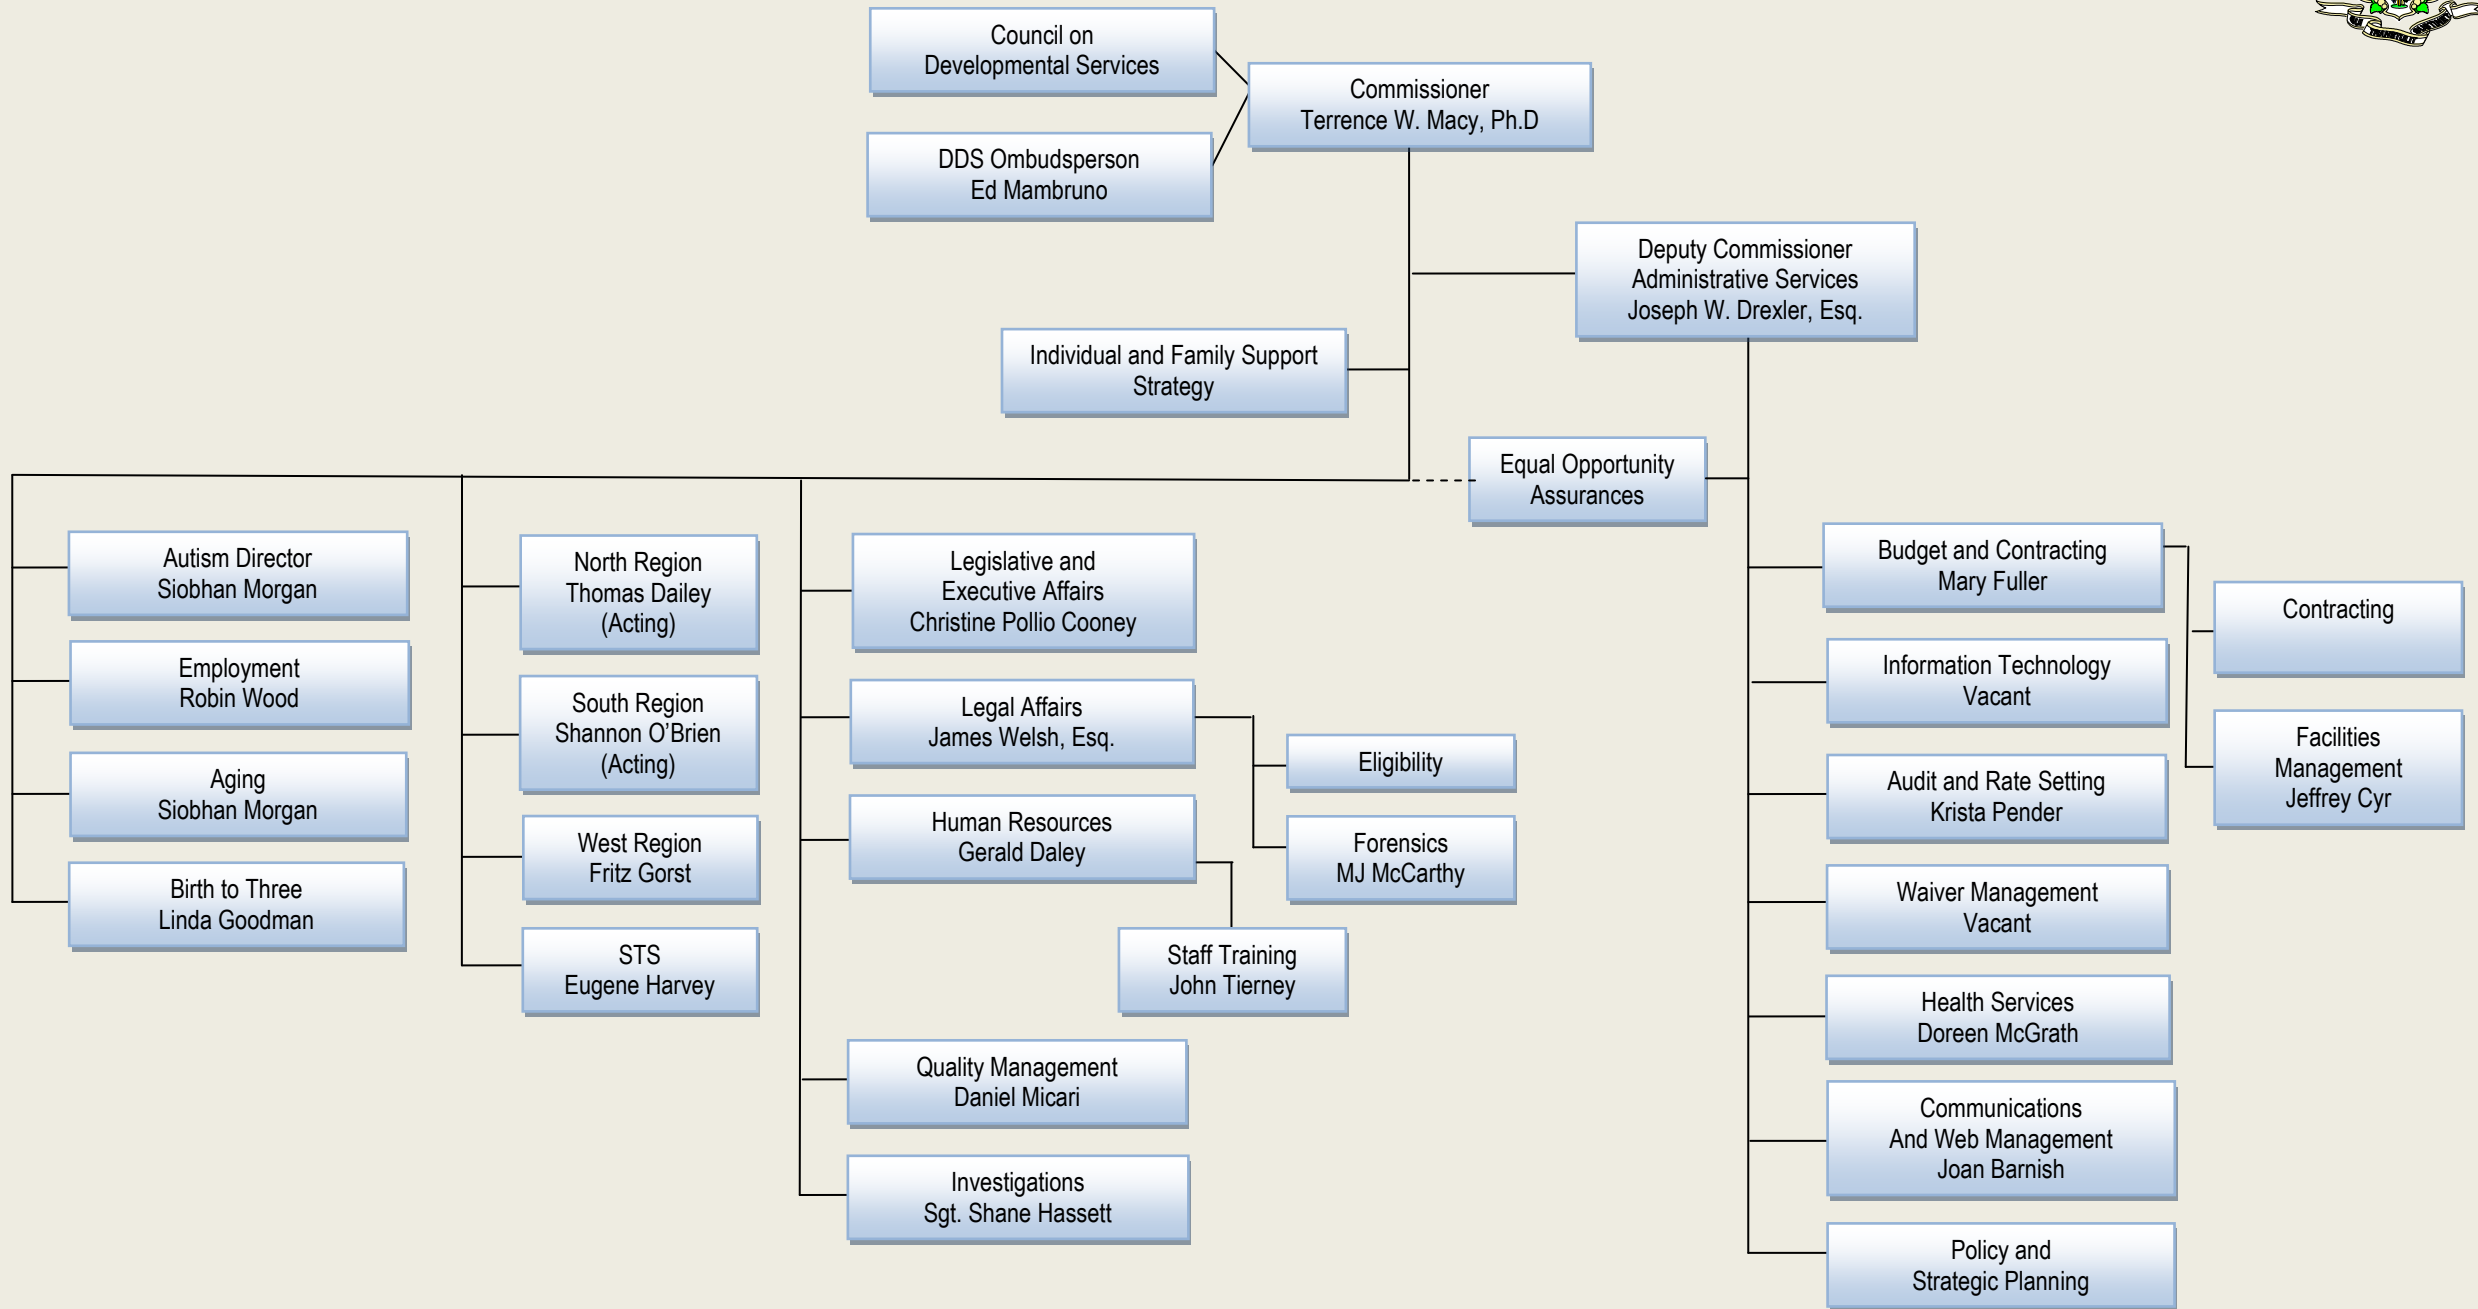 Council on
Developmental Services
Commissioner
Terrence W. Macy, Ph.D
DDS Ombudsperson
Ed Mambruno
Deputy Commissioner
Administrative Services
Joseph W. Drexler, Esq.
Individual and Family Support
Strategy
Equal Opportunity
Assurances
Autism Director
Siobhan Morgan
Employment
Robin Wood
Aging
Siobhan Morgan
Birth to Three
Linda Goodman
North Region
Thomas Dailey
(Acting)
South Region
Shannon O’Brien
(Acting)
West Region
Fritz Gorst
STS
Eugene Harvey
Legislative and
Executive Affairs
Christine Pollio Cooney
Legal Affairs
James Welsh, Esq.
Eligibility
Forensics
MJ McCarthy
Human Resources
Gerald Daley
Staff Training
John Tierney
Quality Management
Daniel Micari
Investigations
Sgt. Shane Hassett
Budget and Contracting
Mary Fuller
Contracting
Facilities
Management
Jeffrey Cyr
Information Technology
Vacant
Audit and Rate Setting
Krista Pender
Waiver Management
Vacant
Health Services
Doreen McGrath
Communications
And Web Management
Joan Barnish
Policy and
Strategic Planning